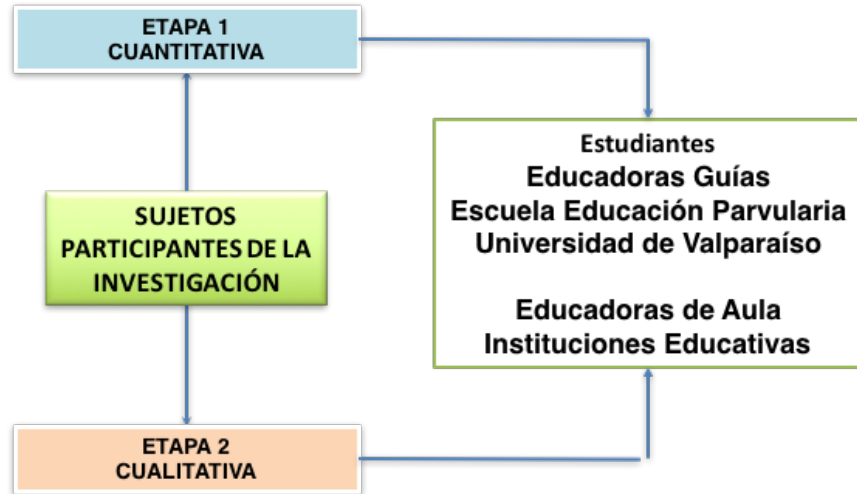 ETAPA 1
CUANTITATIVA
SUJETOS
PARTICIPANTES DE LA
INVESTIGACIÓN
Estudiantes
Educadoras Guías
Escuela Educación Parvularia
Universidad de Valparaíso
Educadoras de Aula
Instituciones Educativas
ETAPA 2
CUALITATIVA